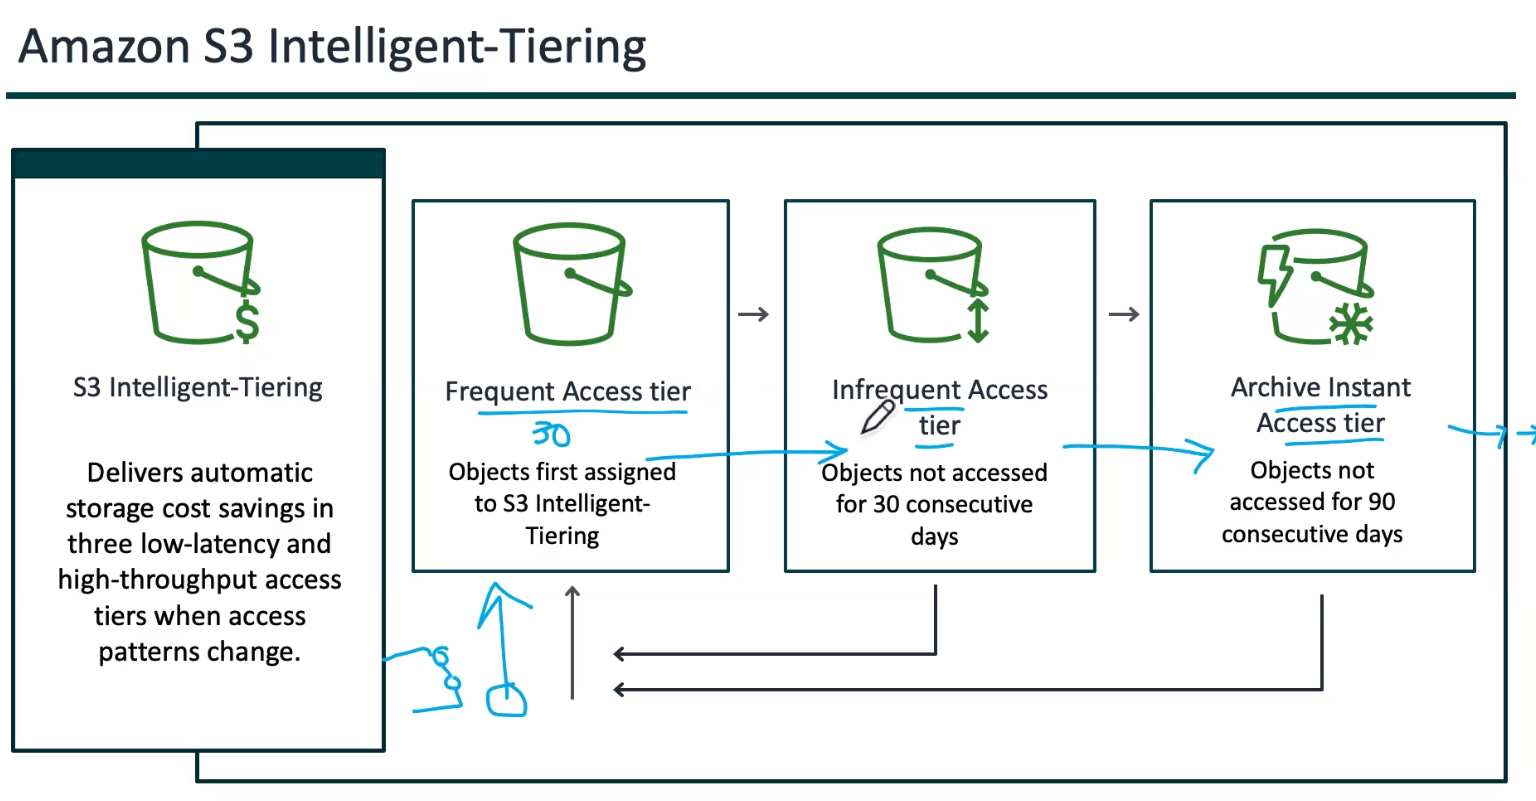 Amazon S3 Intelligent-Tiering
$
S3 Intelligent-Tiering
Delivers automatic
storage cost savings in
three low-latency and
high-throughput access
tiers when access
patterns change.
Frequent Access tier
30
Objects first assigned
to S3 Intelligent-
Tiering
Infrequent Access
tier
Objects not accessed
for 30 consecutive
days
Archive Instant
Access tier
Objects not
accessed for 90
consecutive days